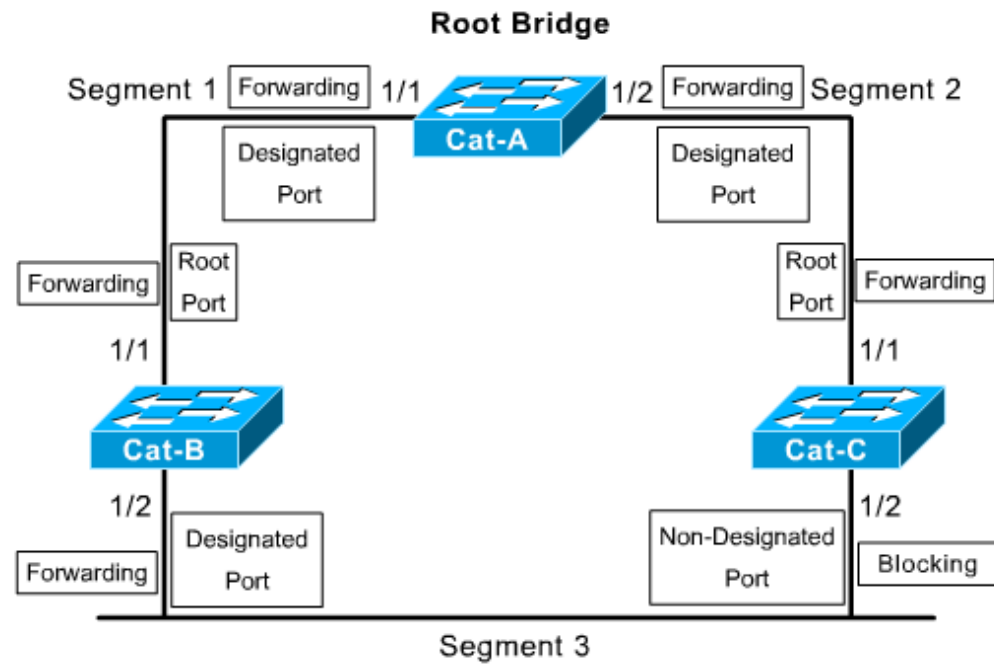 Root Bridge
Segment 1
Forwarding
1/1
1/2
Forwarding
Segment 2
Cat-A
Designated
Port
Designated
Port
Forwarding
Root
Port
Root
Port
Forwarding
1/1
1/1
Cat-B
Cat-C
1/2
1/2
Forwarding
Designated
Port
Non-Designated
Port
Blocking
Segment 3